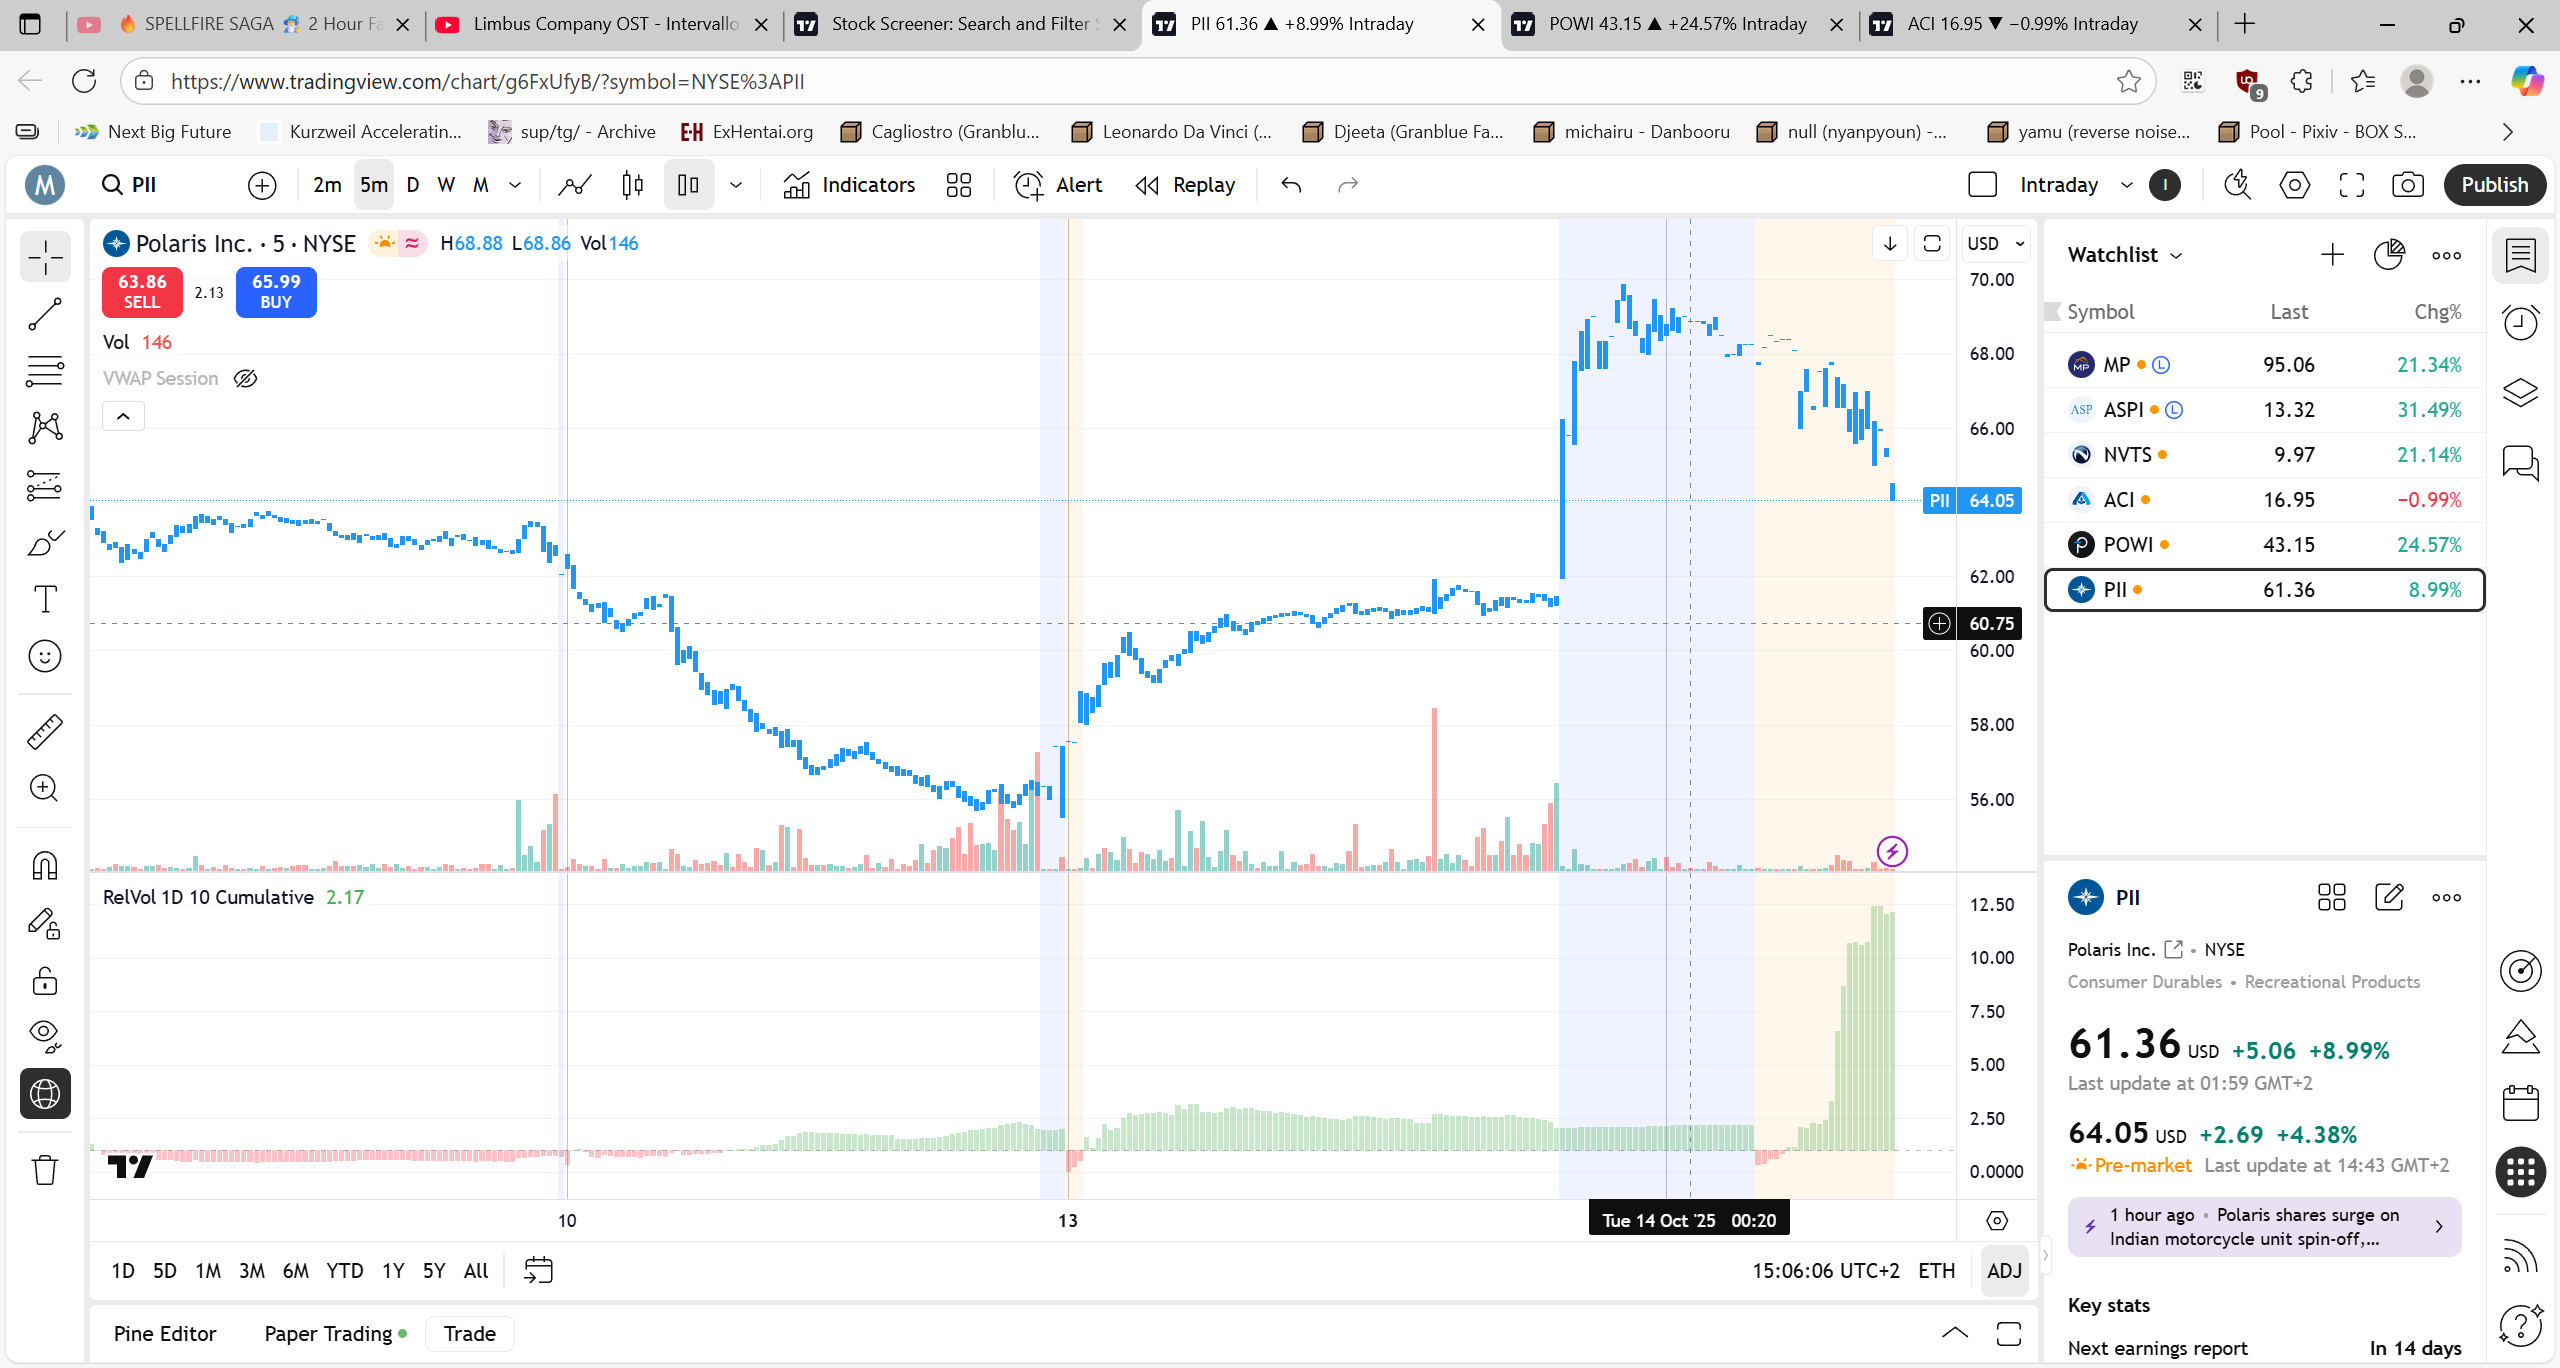 🔥 SPELLFIRE SAGA 🧙‍♂️ 2 Hour Fa
Limbus Company OST - Intervallo
Stock Screener: Search and Filter S
PII 61.36 ▲ +8.99% Intraday
POWI 43.15 ▲ +24.57% Intraday
ACI 16.95 ▼ −0.99% Intraday
https://www.tradingview.com/chart/g6FxUfyB/?symbol=NYSE%3APII
9
Next Big Future
Kurzweil Acceleratin...
sup/tg/ - Archive
ExHentai.org
Cagliostro (Granblu...
Leonardo Da Vinci (...
Djeeta (Granblue Fa...
michairu - Danbooru
null (nyanpyoun) -...
yamu (reverse noise...
Pool - Pixiv - BOX S...
M
PII
2m 5m D W M
Indicators
Alert
Replay
Intraday
I
Publish
Polaris Inc. · 5 · NYSE
H68.88 L68.86 Vol146
63.86
SELL
2.13
65.99
BUY
Vol 146
VWAP Session
USD
70.00
68.00
66.00
PII 64.05
62.00
60.75
60.00
58.00
56.00
RelVol 1D 10 Cumulative 2.17
12.50
10.00
7.50
5.00
2.50
0.0000
10
13
Tue 14 Oct '25 00:20
1D 5D 1M 3M 6M YTD 1Y 5Y All
15:06:06 UTC+2 ETH ADJ
Pine Editor
Paper Trading
Trade
Watchlist
Symbol Last Chg%
MP L 95.06 21.34%
ASP ASPI L 13.32 31.49%
NVTS 9.97 21.14%
ACI 16.95 −0.99%
POWI 43.15 24.57%
PII 61.36 8.99%
PII
Polaris Inc. • NYSE
Consumer Durables • Recreational Products
61.36 USD +5.06 +8.99%
Last update at 01:59 GMT+2
64.05 USD +2.69 +4.38%
Pre-market Last update at 14:43 GMT+2
1 hour ago • Polaris shares surge on
Indian motorcycle unit spin-off,...
Key stats
Next earnings report In 14 days